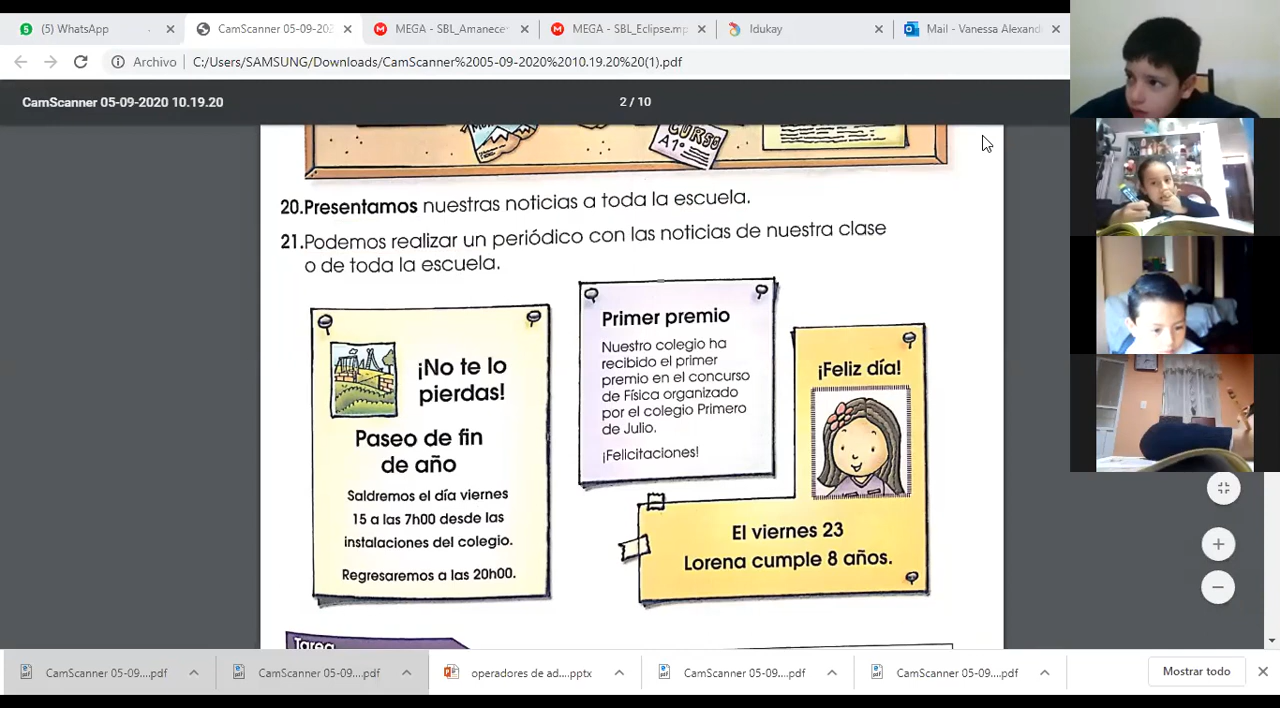 (5) WhatsApp
CamScanner 05-09-202
MEGA - SBL_Amanece
MEGA - SBL_Eclipse.mp
Idukay
Mail - Vanessa Alexand
Archivo
C:/Users/SAMSUNG/Downloads/CamScanner%2005-09-2020%2010.19.20%20(1).pdf
CamScanner 05-09-2020 10.19.20
2 / 10
CURSO
A1°
20.Presentamos nuestras noticias a toda la escuela.
21.Podemos realizar un periódico con las noticias de nuestra clase
o de toda la escuela.
¡No te lo
pierdas!
Paseo de fin
de año
Saldremos el día viernes
15 a las 7h00 desde las
instalaciones del colegio.
Regresaremos a las 20h00.
Primer premio
Nuestro colegio ha
recibido el primer
premio en el concurso
de Física organizado
por el colegio Primero
de Julio.
¡Felicitaciones!
¡Feliz día!
El viernes 23
Lorena cumple 8 años.
Tarea
CamScanner 05-09....pdf
CamScanner 05-09....pdf
operadores de ad....pptx
CamScanner 05-09....pdf
CamScanner 05-09....pdf
Mostrar todo